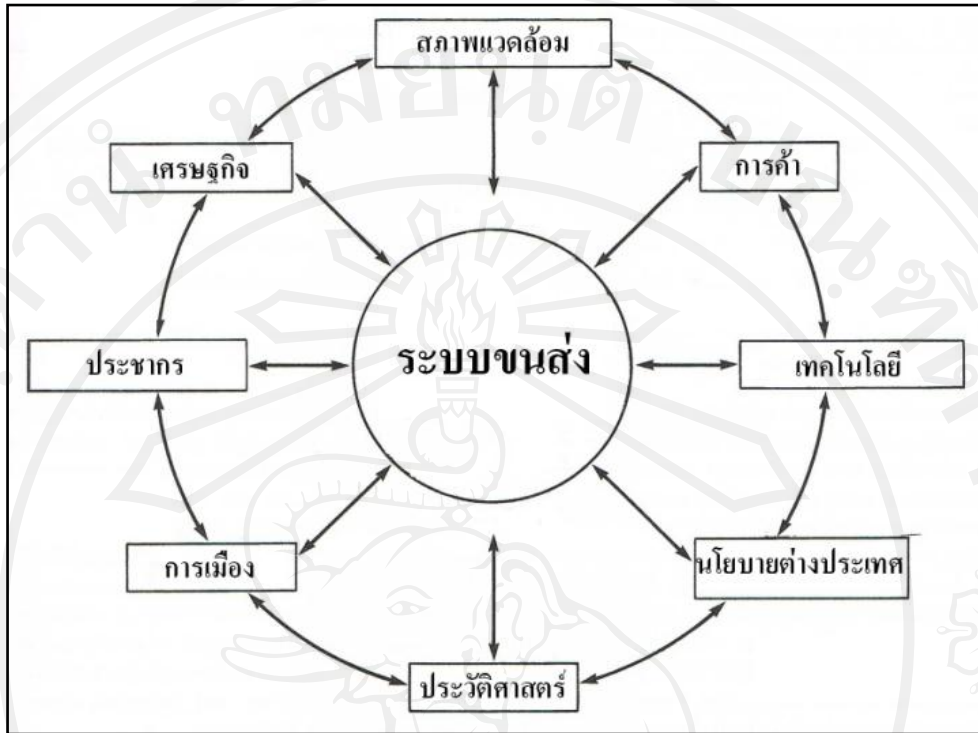 สภาพแวดล้อม
เศรษฐกิจ
การค้า
ประชากร
ระบบขนส่ง
เทคโนโลยี
การเมือง
นโยบายต่างประเทศ
ประวัติศาสตร์